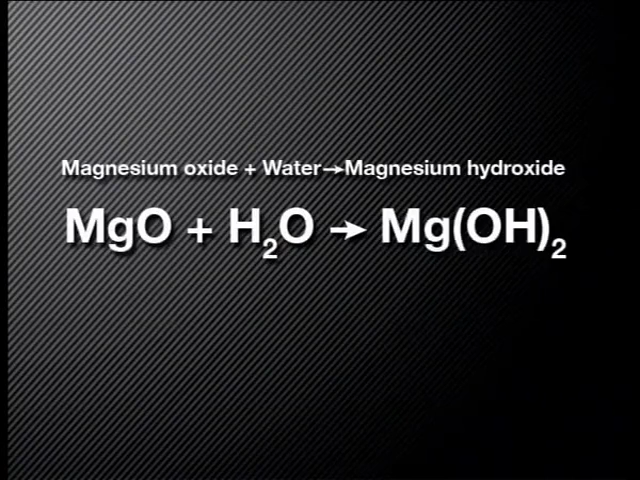 Magnesium oxide + Water→Magnesium hydroxide
MgO + H₂O → Mg(OH)₂